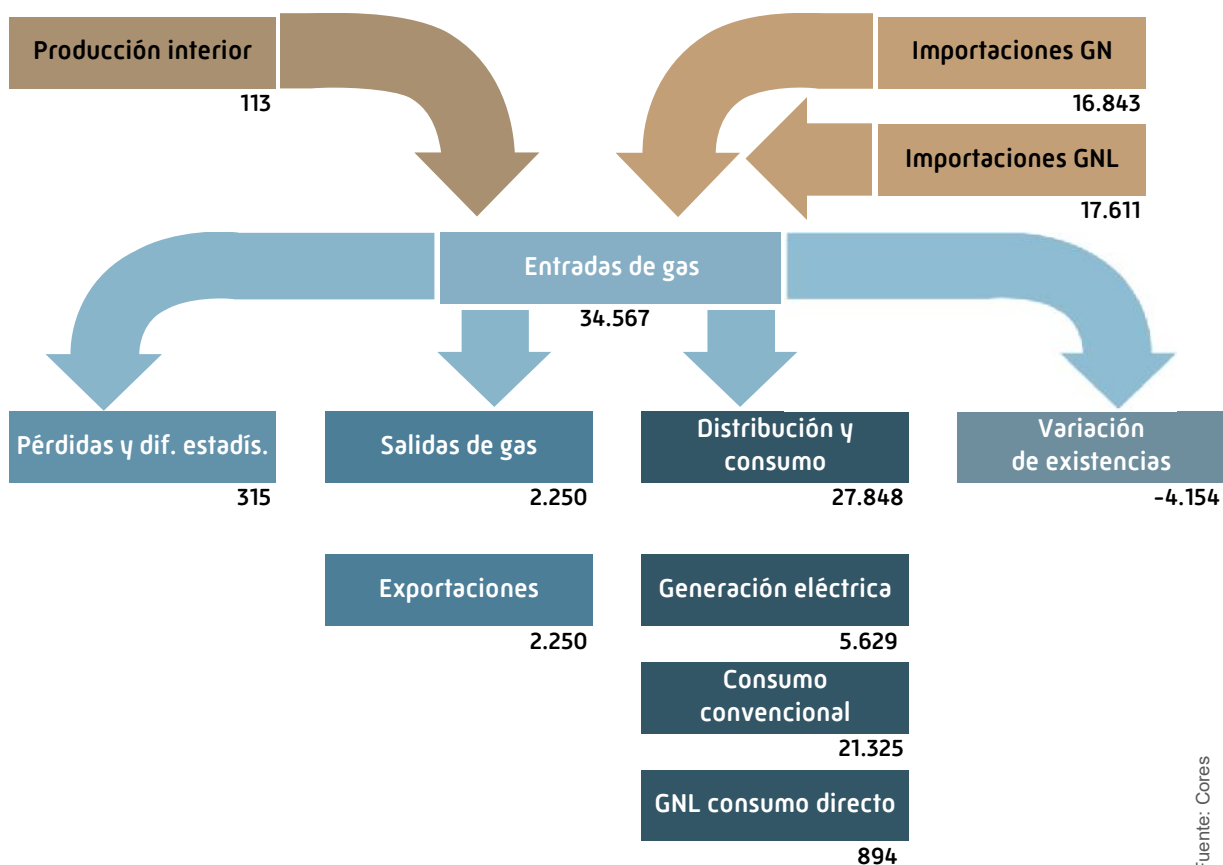 Producción interior
113
Importaciones GN
16.843
Importaciones GNL
17.611
Entradas de gas
34.567
Pérdidas y dif. estadís.
315
Salidas de gas
2.250
Distribución y
consumo
27.848
Variación
de existencias
-4.154
Exportaciones
2.250
Generación eléctrica
5.629
Consumo
convencional
21.325
GNL consumo directo
894
Fuente: Cores